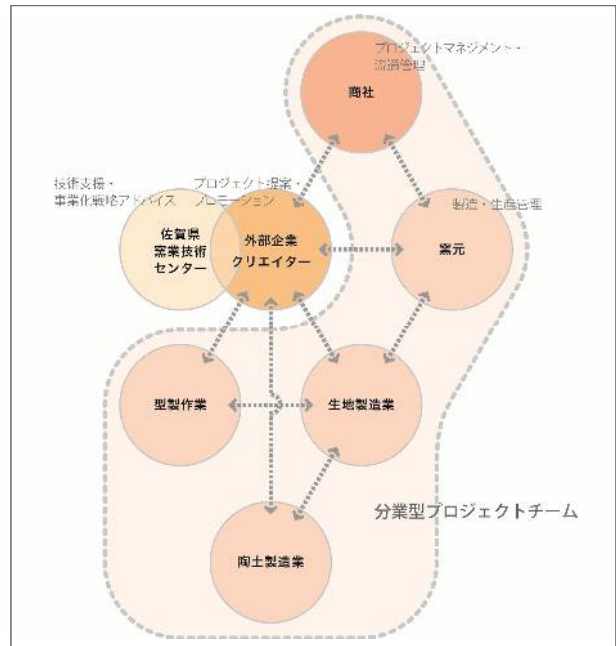 プロジェクトマネジメント・
流通管理
商社
技術支援・
事業化戦略アドバイス
プロジェクト提案・
プロモーション
佐賀県
窯業技術
センター
外部企業
クリエイター
製造・生産管理
窯元
型製作業
生地製造業
分業型プロジェクトチーム
陶土製造業